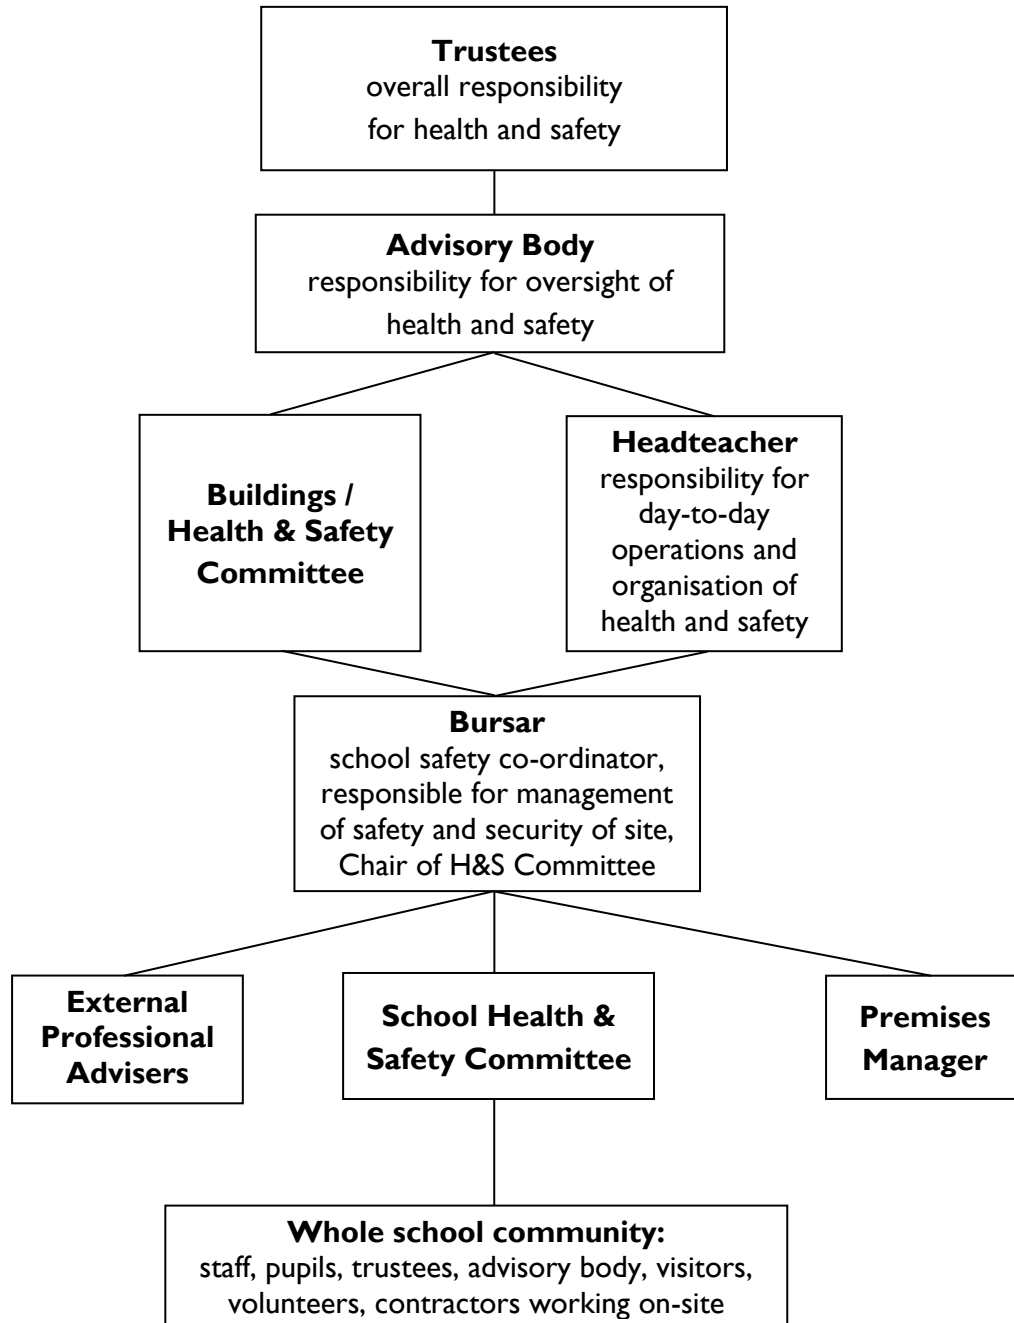 Trustees
overall responsibility
for health and safety
Advisory Body
responsibility for oversight of
health and safety
Buildings /
Health & Safety
Committee
Headteacher
responsibility for
day-to-day
operations and
organisation of
health and safety
Bursar
school safety co-ordinator,
responsible for management
of safety and security of site,
Chair of H&S Committee
External
Professional
Advisers
School Health &
Safety Committee
Premises
Manager
Whole school community:
staff, pupils, trustees, advisory body, visitors,
volunteers, contractors working on-site